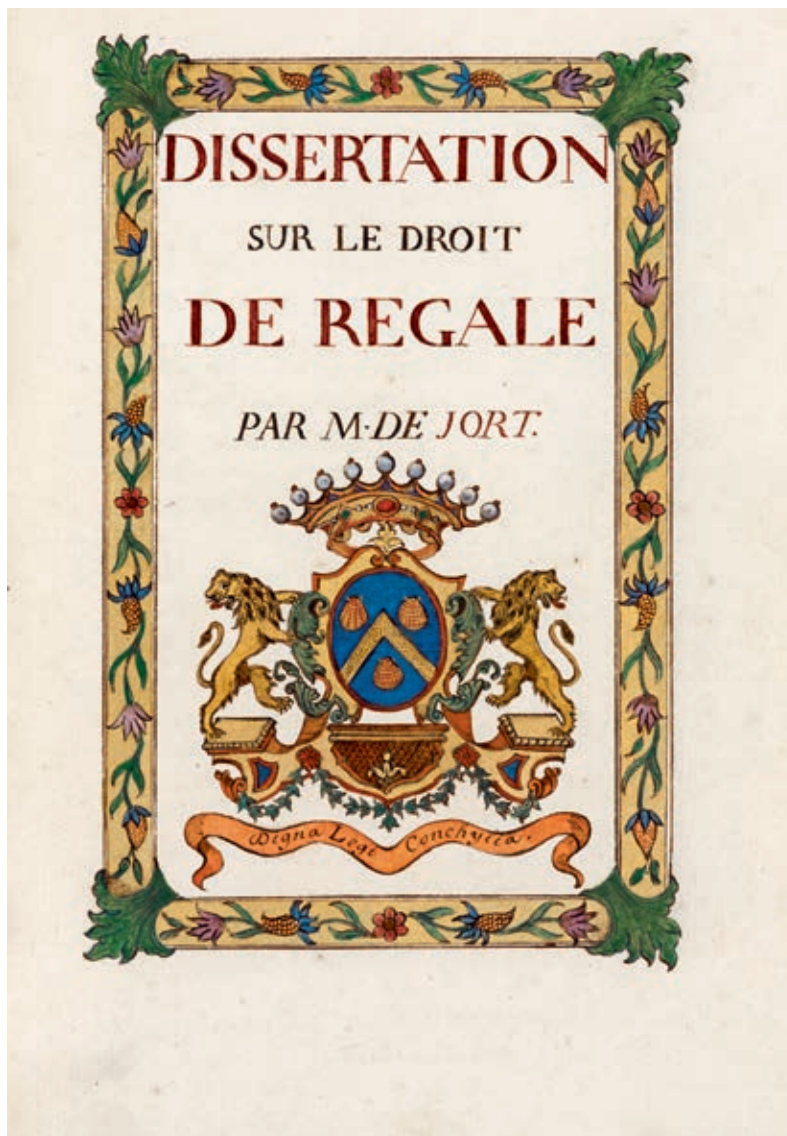 DISSERTATION
SUR LE DROIT
DE REGALE
PAR M·DE JORT.
Digna Legi Conchylia.